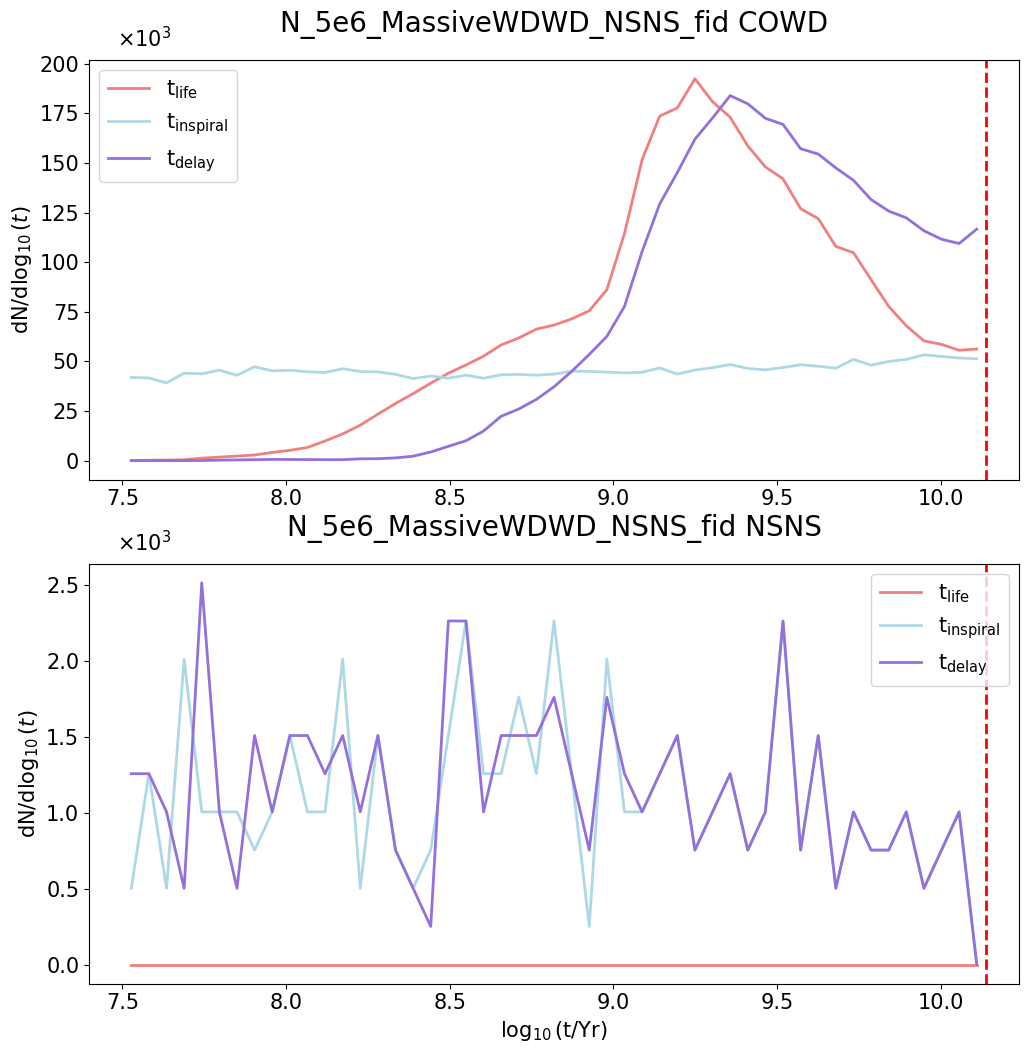 N_5e6_MassiveWDWD_NSNS_fid COWD
×10³
t_life
t_inspiral
t_delay
200
175
150
125
100
75
50
25
0
dN/dlog₁₀(t)
7.5 8.0 8.5 9.0 9.5 10.0
N_5e6_MassiveWDWD_NSNS_fid NSNS
×10³
t_life
t_inspiral
t_delay
2.5
2.0
1.5
1.0
0.5
0.0
dN/dlog₁₀(t)
7.5 8.0 8.5 9.0 9.5 10.0
log₁₀(t/Yr)